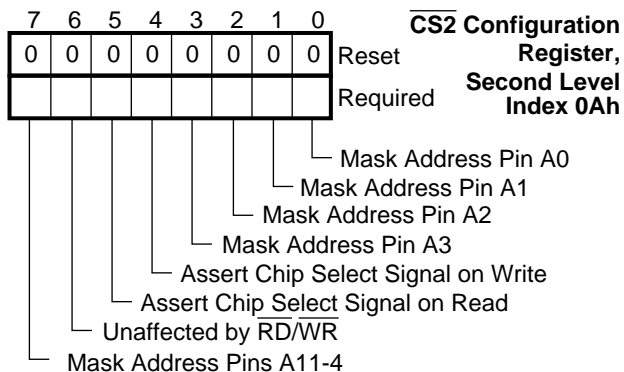 7 6 5 4 3 2 1 0
CS2 Configuration
0 0 0 0 0 0 0 0 Reset
Register,
Required
Second Level
Index 0Ah
Mask Address Pin A0
Mask Address Pin A1
Mask Address Pin A2
Mask Address Pin A3
Assert Chip Select Signal on Write
Assert Chip Select Signal on Read
Unaffected by RD/WR
Mask Address Pins A11-4